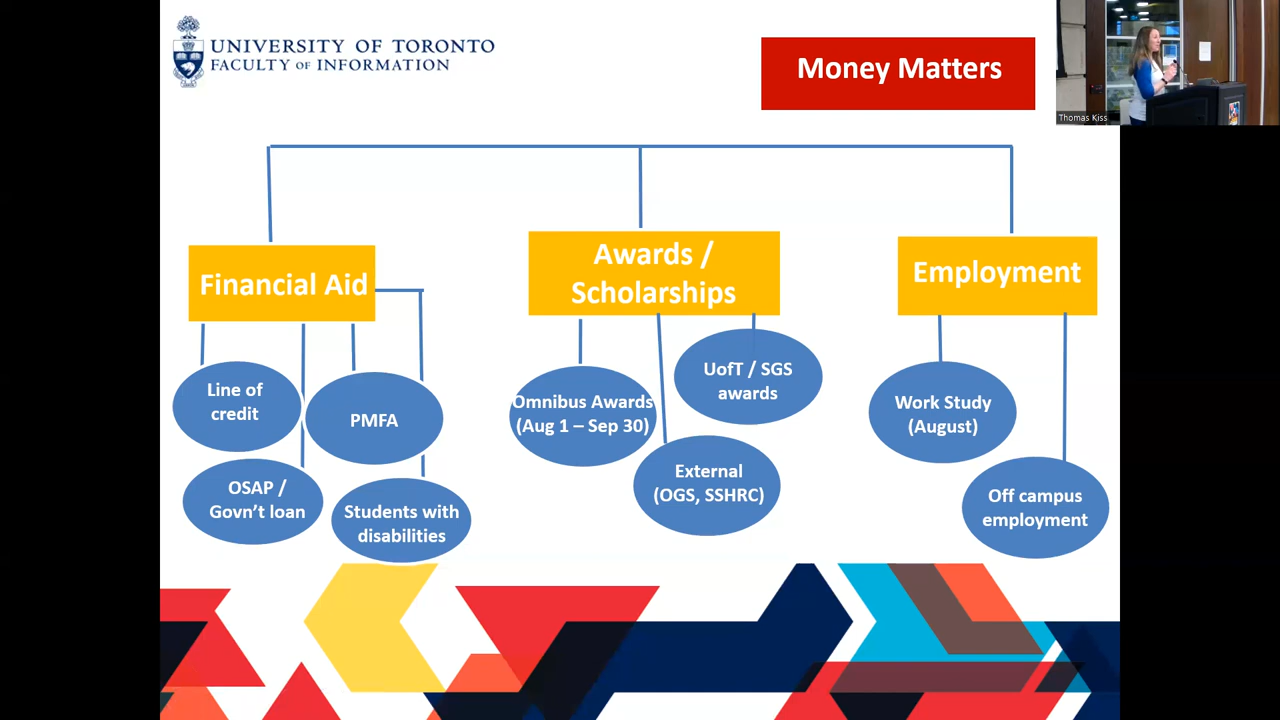 UNIVERSITY OF TORONTO
FACULTY OF INFORMATION
Money Matters
Thomas Kiss
Financial Aid
Awards /
Scholarships
Employment
Line of
credit
PMFA
OSAP /
Govn't loan
Students with
disabilities
Omnibus Awards
(Aug 1 – Sep 30)
UofT / SGS
awards
External
(OGS, SSHRC)
Work Study
(August)
Off campus
employment